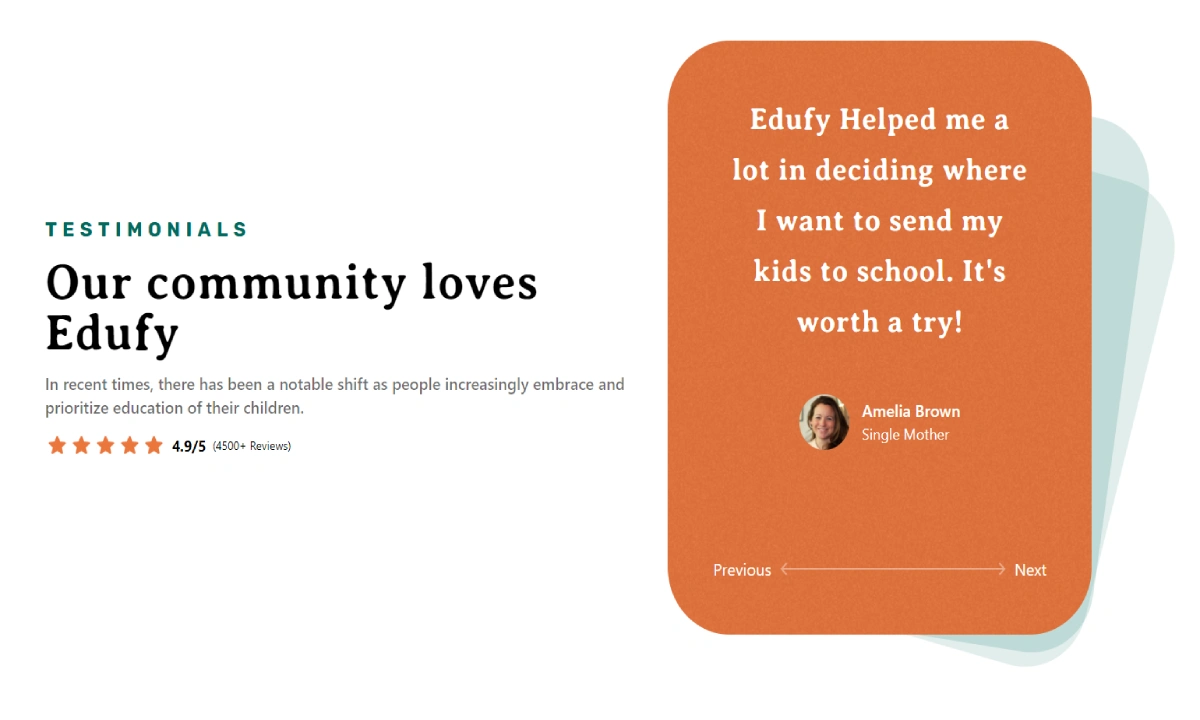 TESTIMONIALS
Our community loves
Edufy
In recent times, there has been a notable shift as people increasingly embrace and
prioritize education of their children.
4.9/5 (4500+ Reviews)
Edufy Helped me a
lot in deciding where
I want to send my
kids to school. It's
worth a try!
Amelia Brown
Single Mother
Previous
Next